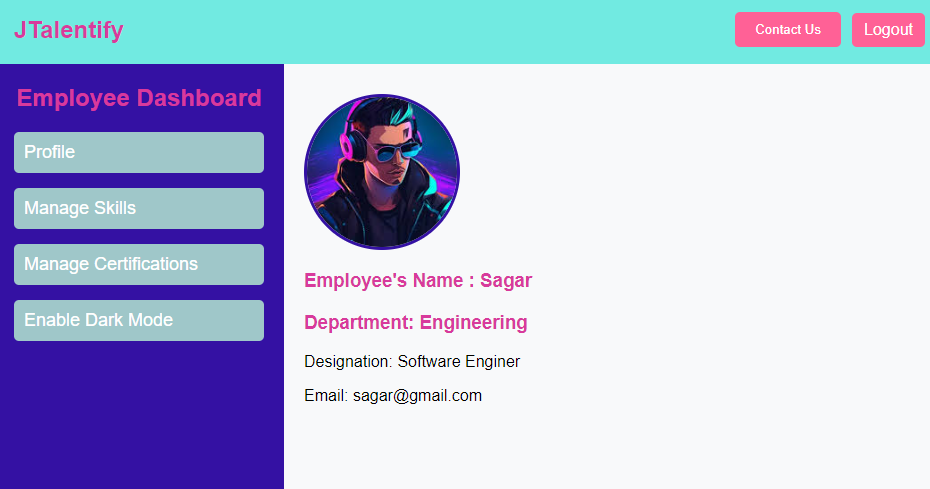 JTalentify
Contact Us
Logout
Employee Dashboard
Profile
Manage Skills
Manage Certifications
Enable Dark Mode
Employee's Name : Sagar
Department: Engineering
Designation: Software Enginer
Email: sagar@gmail.com